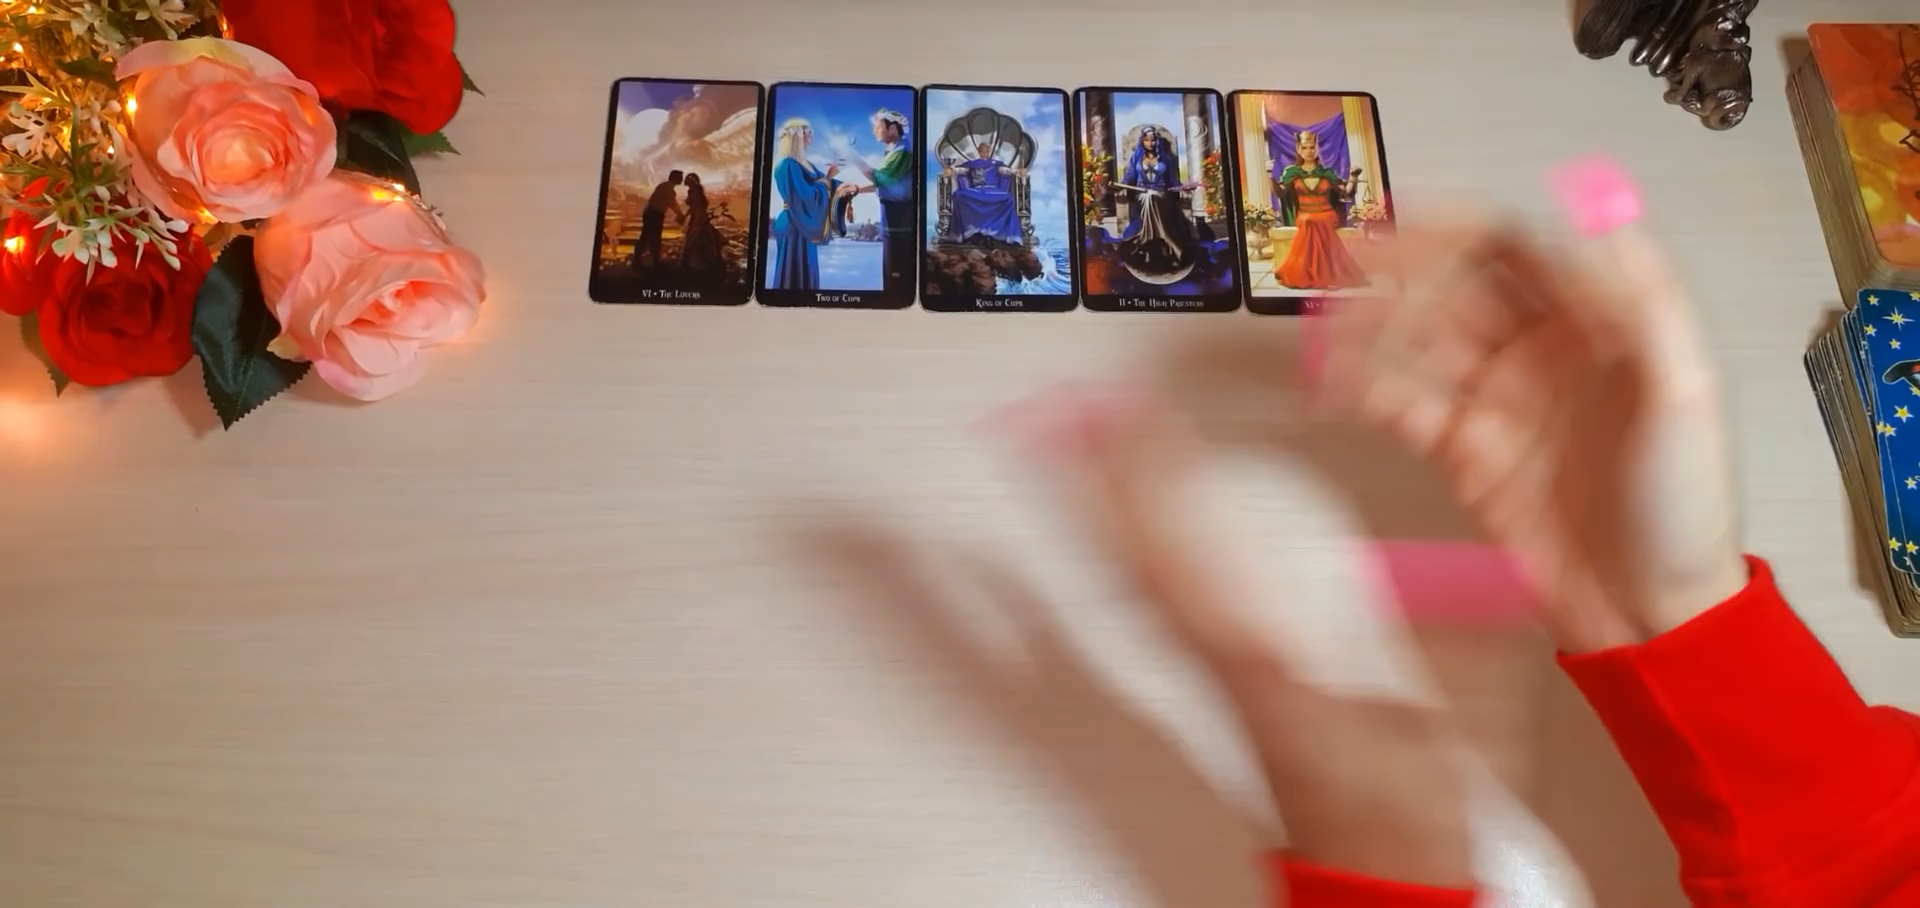 VI • The Lovers
Two of Cups
King of Cups
II • The High Priestess